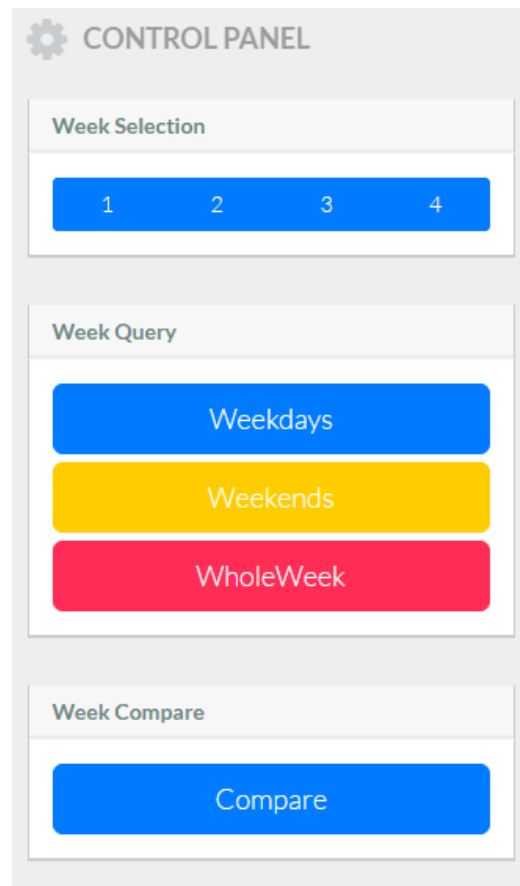 CONTROL PANEL
Week Selection
1 2 3 4
Week Query
Weekdays
Weekends
WholeWeek
Week Compare
Compare